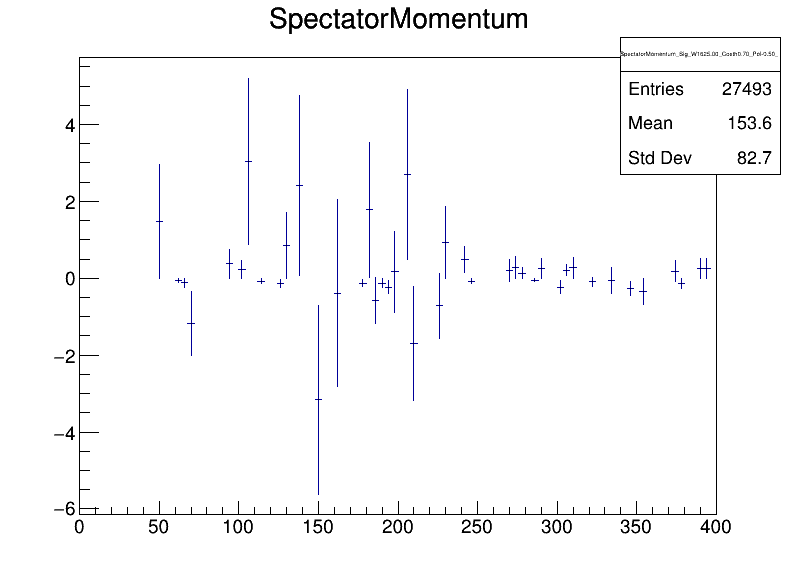 SpectatorMomentum
SpectatorMomentum_Sig_W1625.00_Costh0.70_Pol-0.50_
Entries 27493
Mean 153.6
Std Dev 82.7
4
2
0
−2
−4
−6
0 50 100 150 200 250 300 350 400